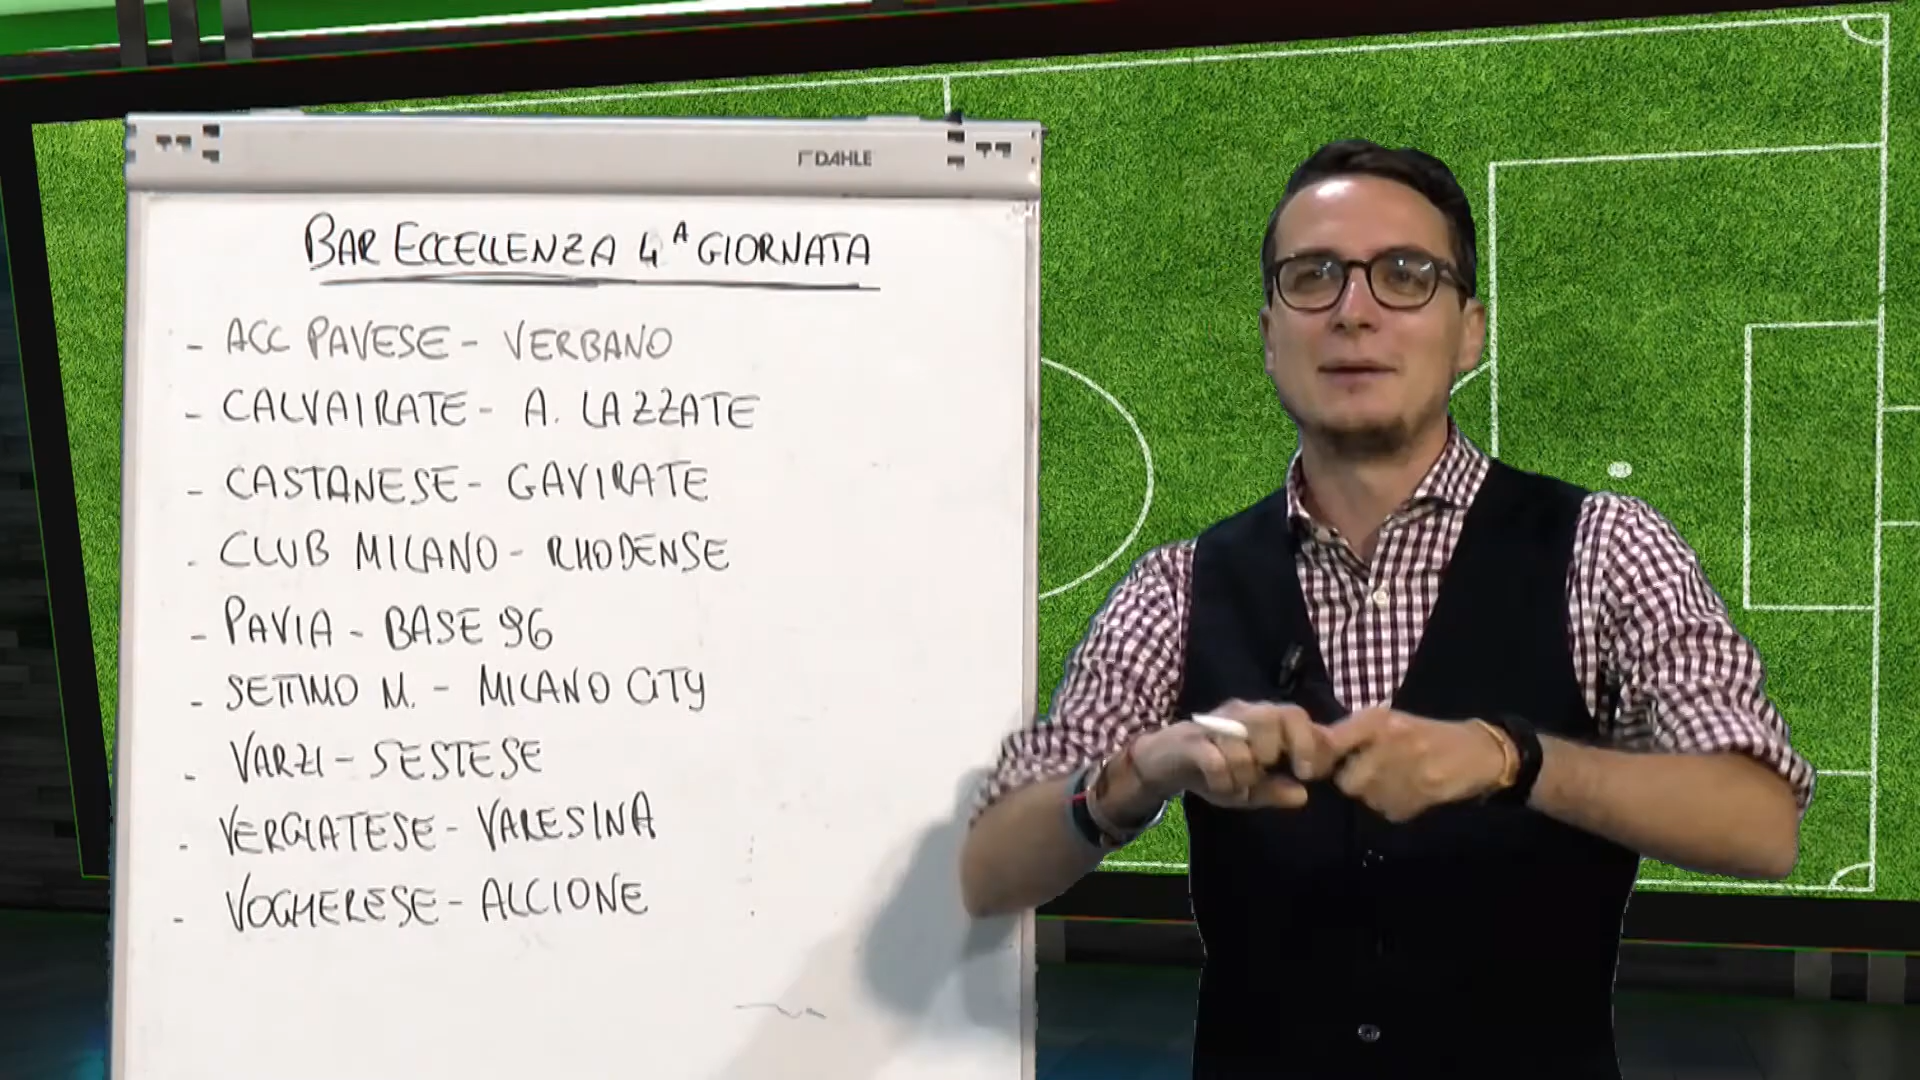 DAHLE
BAR ECCELLENZA 4ª GIORNATA
- ACC PAVESE - VERBANO
- CALVAIRATE - A. LAZZATE
- CASTANESE - GAVIRATE
- CLUB MILANO - RHODENSE
- PAVIA - BASE 96
- SETTIMO M. - MILANO CITY
- VARZI - SESTESE
- VERGIATESE - VARESINA
- VOGHERESE - ALCIONE